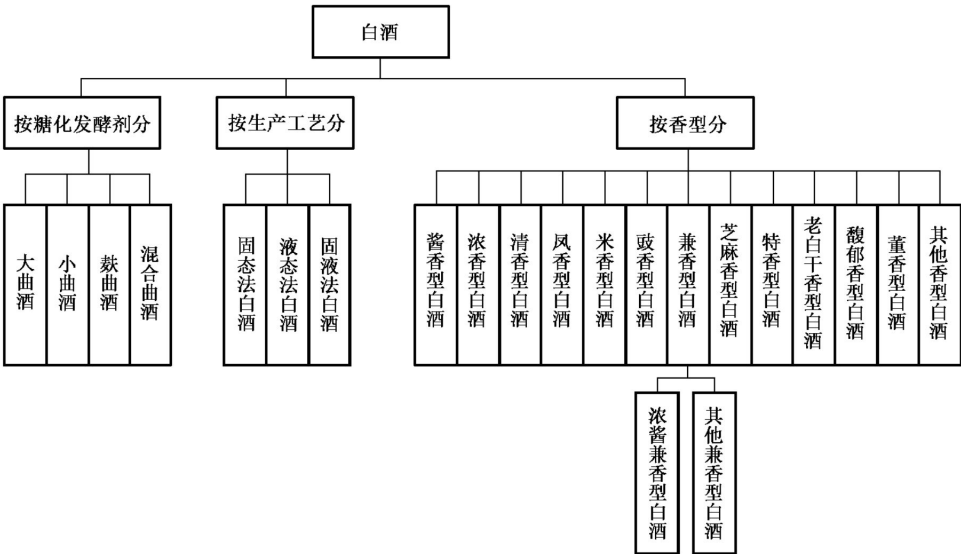 白酒
按糖化发酵剂分
按生产工艺分
按香型分
大曲酒
小曲酒
麸曲酒
混合曲酒
固态法白酒
液态法白酒
固液法白酒
酱香型白酒
浓香型白酒
清香型白酒
凤香型白酒
米香型白酒
豉香型白酒
兼香型白酒
芝麻香型白酒
特香型白酒
老白干香型白酒
馥郁香型白酒
董香型白酒
其他香型白酒
浓酱兼香型白酒
其他兼香型白酒